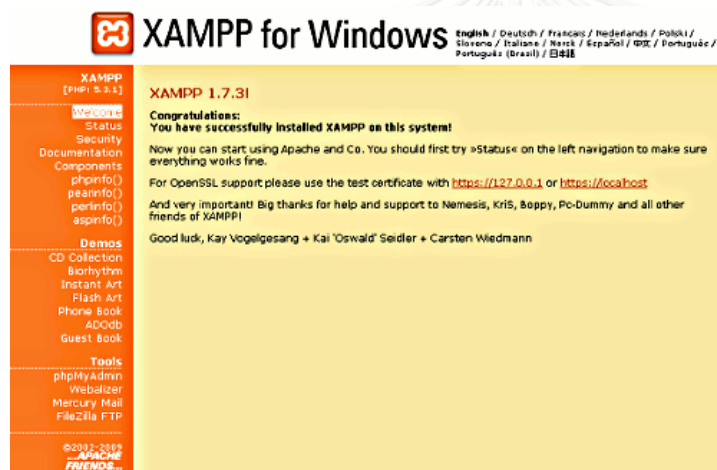 XAMPP for Windows
English / Deutsch / Francais / Nederlands / Polski /
Slovene / Italiano / Norsk / Español / 中文 / Português /
Português (Brasil) / 日本語
XAMPP
[PHP: 5.3.1]
Welcome
Status
Security
Documentation
Components
phpinfo()
pearinfo()
perlinfo()
aspinfo()
Demos
CD Collection
Biorhythm
Instant Art
Flash Art
Phone Book
ADOdb
Guest Book
Tools
phpMyAdmin
Webalizer
Mercury Mail
FileZilla FTP
©2002-2009
...APACHE
FRIENDS...
XAMPP 1.7.3!
Congratulations:
You have successfully installed XAMPP on this system!
Now you can start using Apache and Co. You should first try »Status« on the left navigation to make sure
everything works fine.
For OpenSSL support please use the test certificate with https://127.0.0.1 or https://localhost
And very important! Big thanks for help and support to Nemesis, KriS, Boppy, Pc-Dummy and all other
friends of XAMPP!
Good luck, Kay Vogelgesang + Kai 'Oswald' Seidler + Carsten Wiedmann